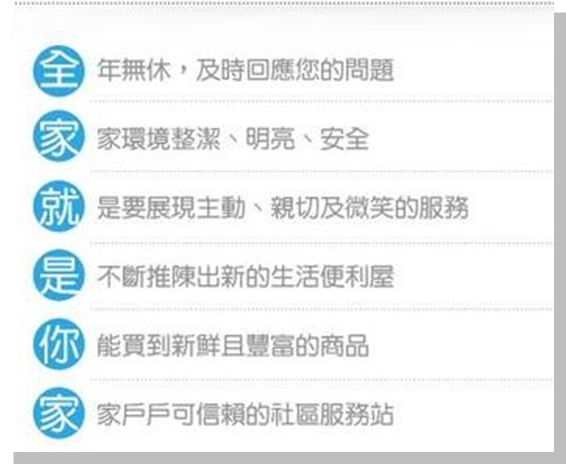 全 年無休，及時回應您的問題
家 家環境整潔、明亮、安全
就 是要展現主動、親切及微笑的服務
是 不斷推陳出新的生活便利屋
你 能買到新鮮且豐富的商品
家 家戶戶可信賴的社區服務站